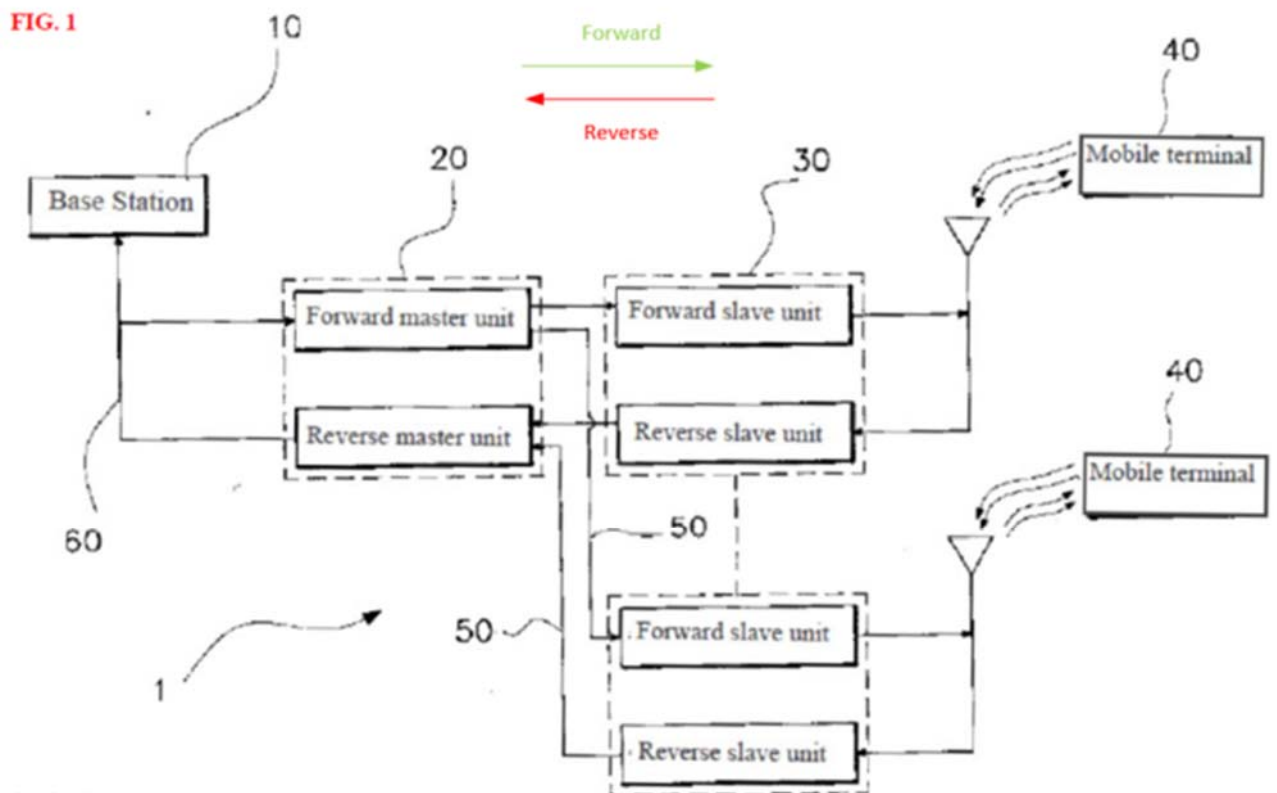 FIG. 1
10
Forward
Reverse
40
Mobile terminal
20
30
Base Station
Forward master unit
Forward slave unit
Reverse master unit
Reverse slave unit
40
Mobile terminal
60
50
50
Forward slave unit
1
Reverse slave unit